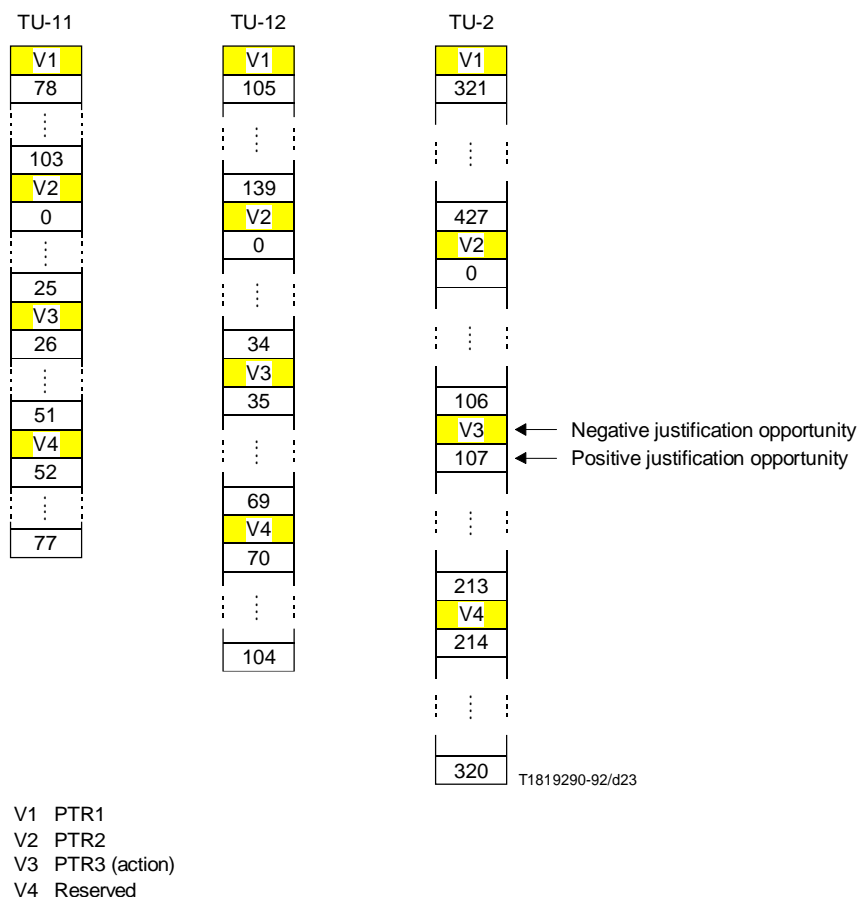 TU-11
V1
78
103
V2
0
25
V3
26
51
V4
52
77
TU-12
V1
105
139
V2
0
34
V3
35
69
V4
70
104
TU-2
V1
321
427
V2
0
106
V3
107
213
V4
214
320
Negative justification opportunity
Positive justification opportunity
T1819290-92/d23
V1 PTR1
V2 PTR2
V3 PTR3 (action)
V4 Reserved